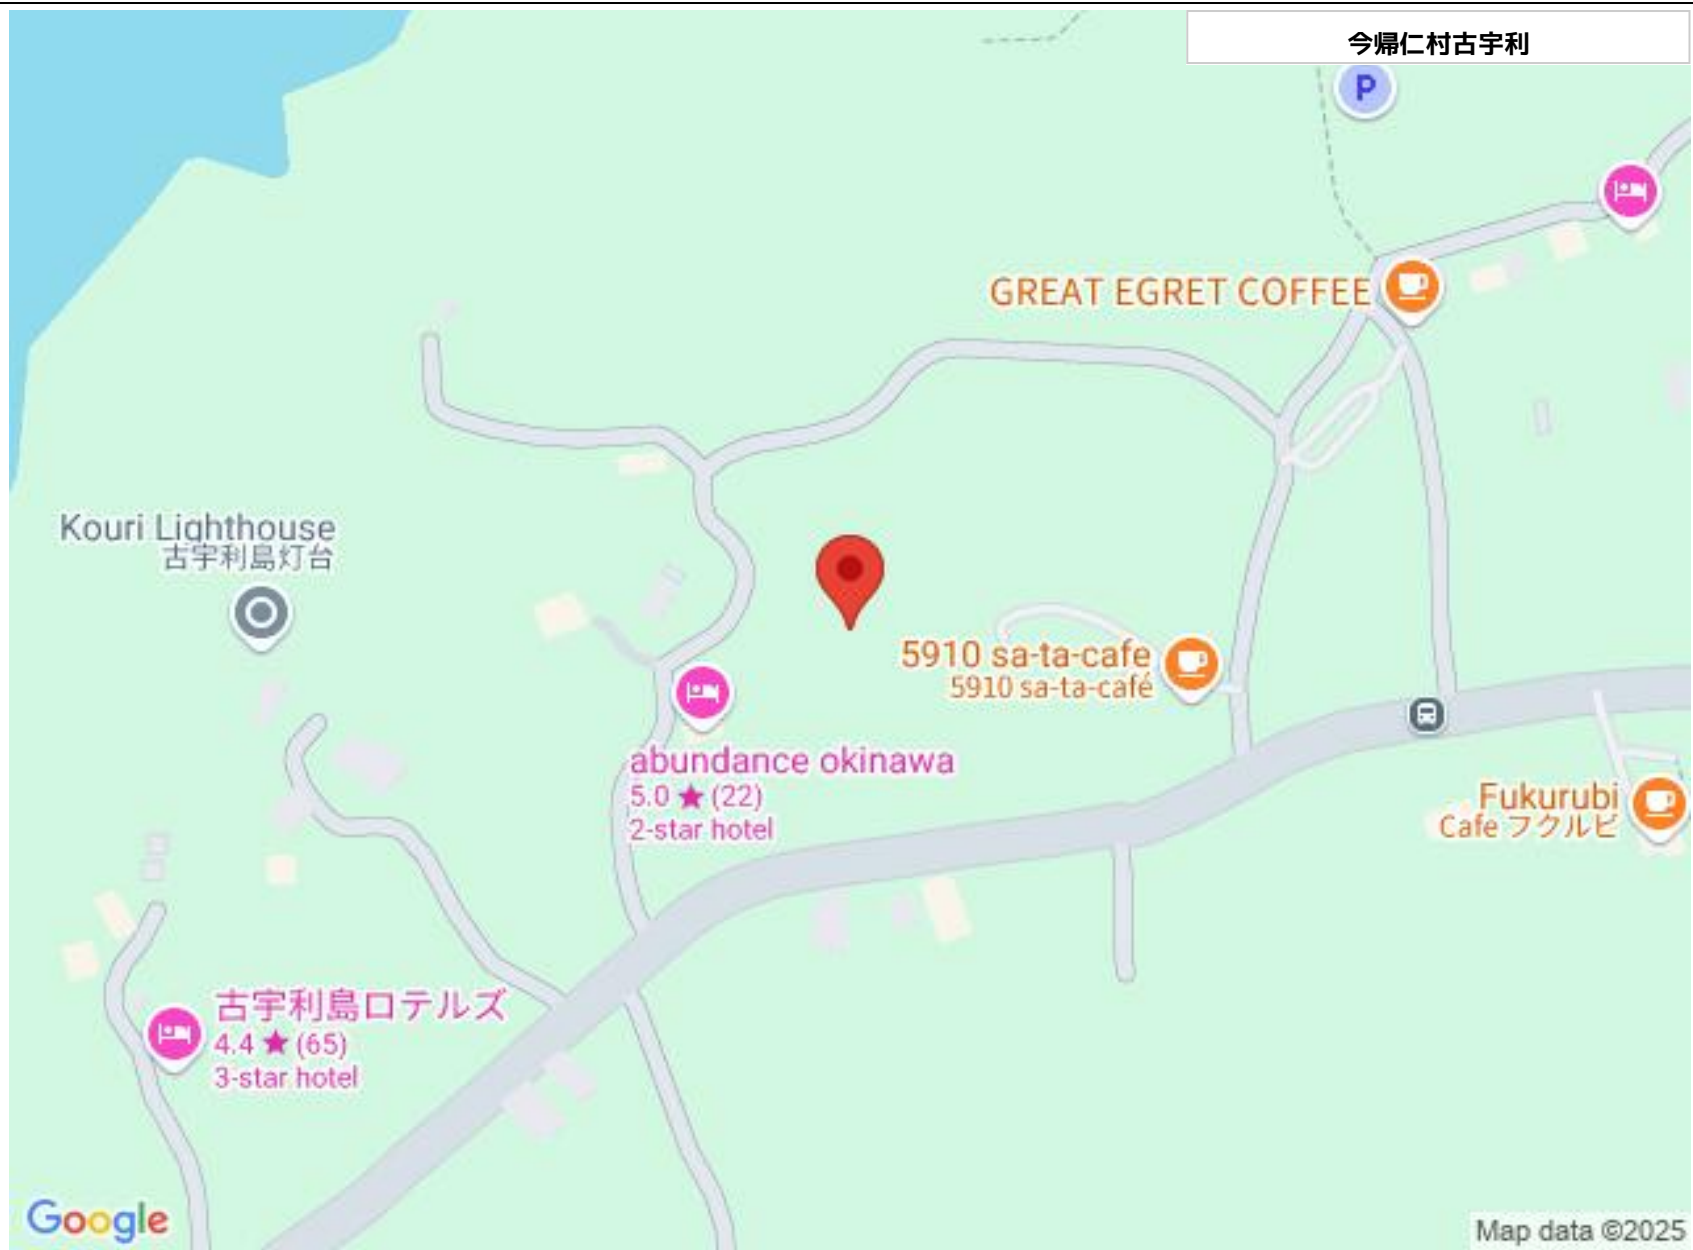 今帰仁村古宇利
P
GREAT EGRET COFFEE
Kouri Lighthouse
古宇利島灯台
5910 sa-ta-cafe
5910 sa-ta-café
abundance okinawa
5.0 ★ (22)
2-star hotel
Fukurubi
Cafe フクルビ
古宇利島ロテルズ
4.4 ★ (65)
3-star hotel
Google
Map data ©2025